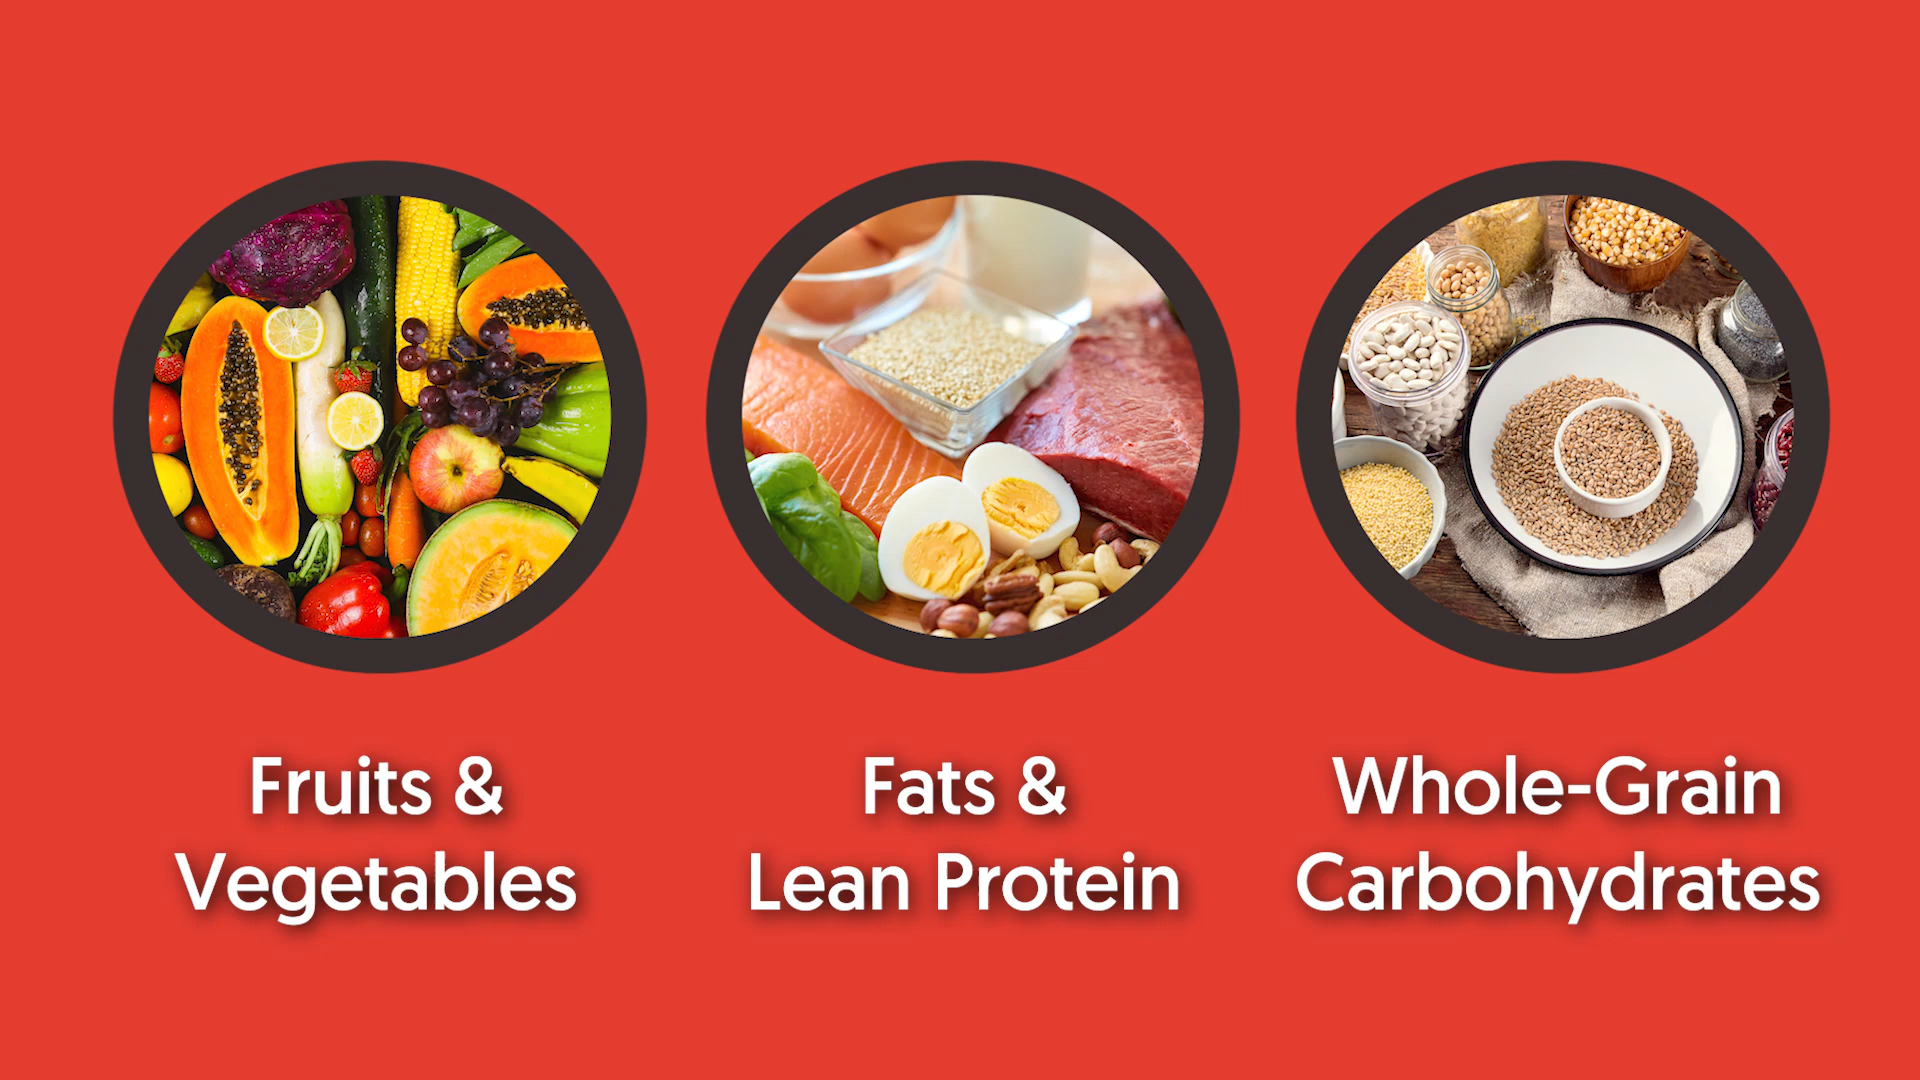 Fruits &
Vegetables
Fats &
Lean Protein
Whole-Grain
Carbohydrates